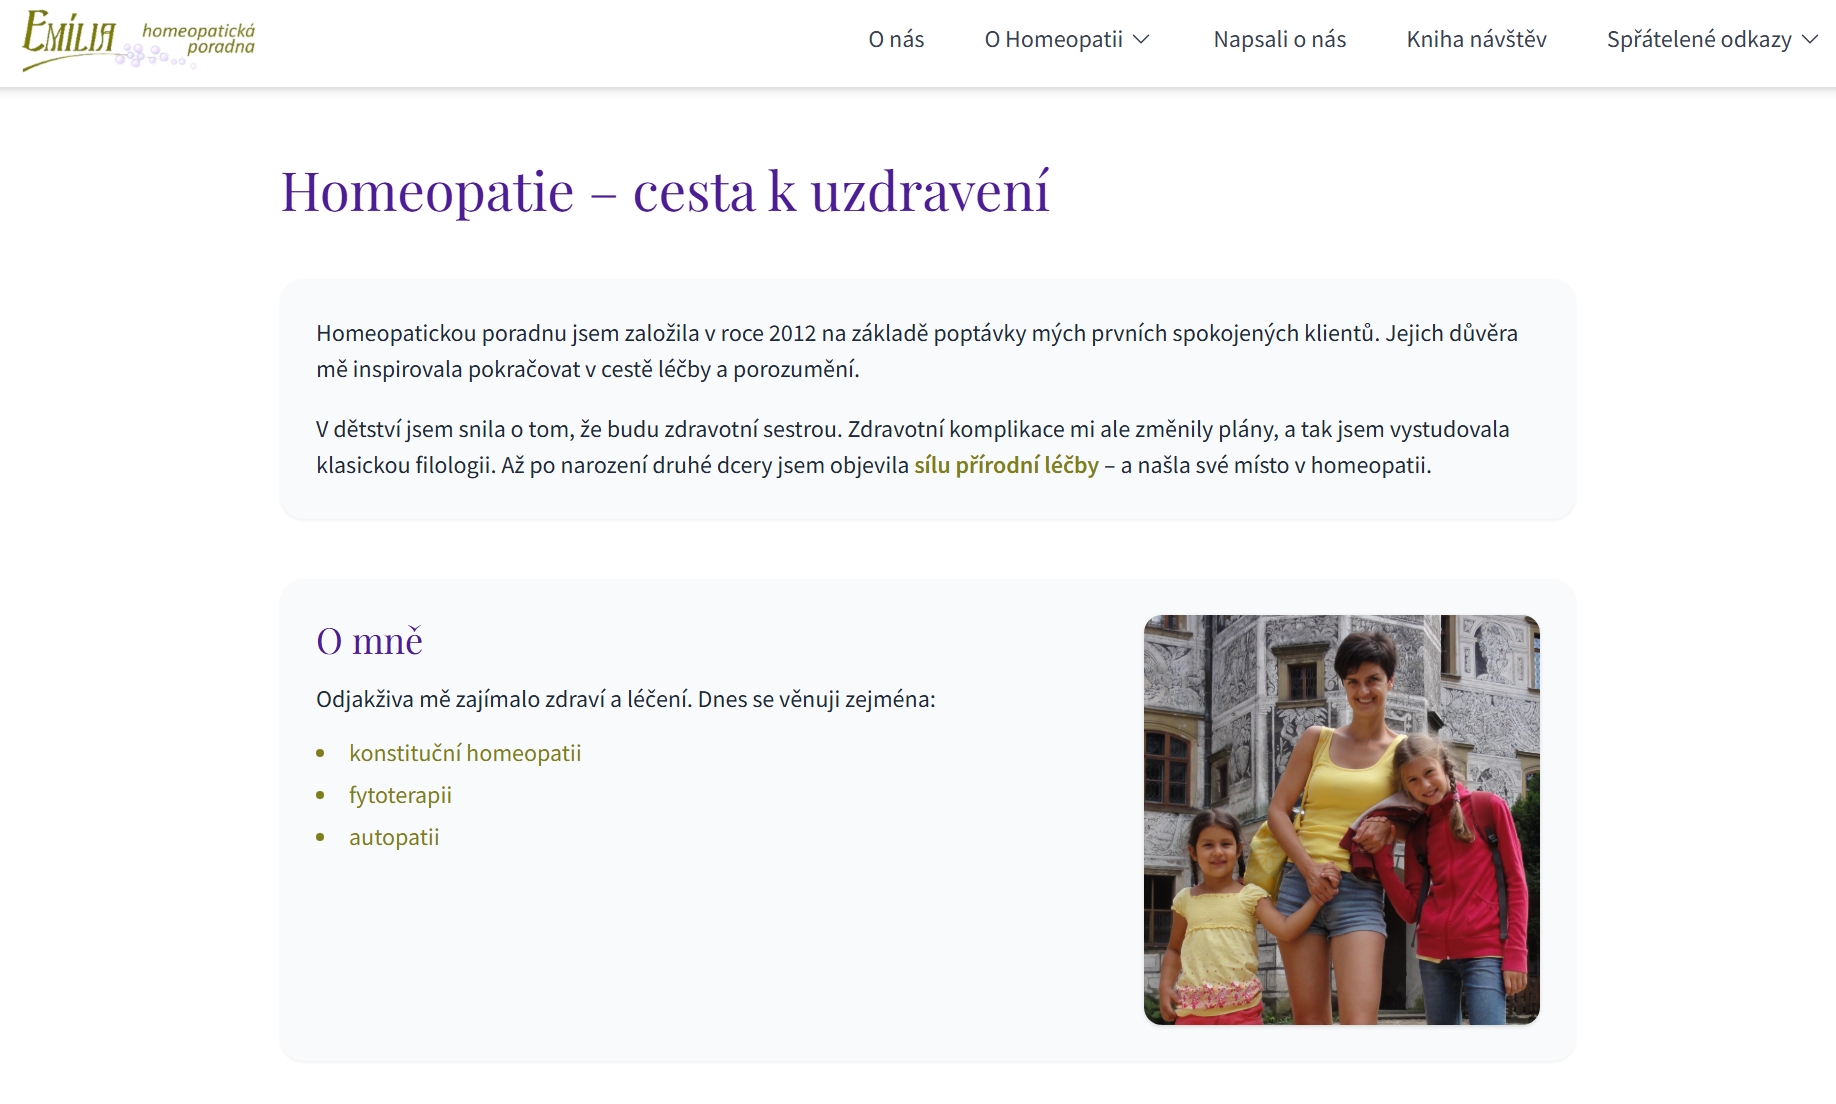 EMÍLIA homeopatická
poradna
O nás
O Homeopatii
Napsali o nás
Kniha návštěv
Spřátelené odkazy
Homeopatie – cesta k uzdravení
Homeopatickou poradnu jsem založila v roce 2012 na základě poptávky mých prvních spokojených klientů. Jejich důvěra
mě inspirovala pokračovat v cestě léčby a porozumění.
V dětství jsem snila o tom, že budu zdravotní sestrou. Zdravotní komplikace mi ale změnily plány, a tak jsem vystudovala
klasickou filologii. Až po narození druhé dcery jsem objevila sílu přírodní léčby – a našla své místo v homeopatii.
O mně
Odjakživa mě zajímalo zdraví a léčení. Dnes se věnuji zejména:
• konstituční homeopatii
• fytoterapii
• autopatii